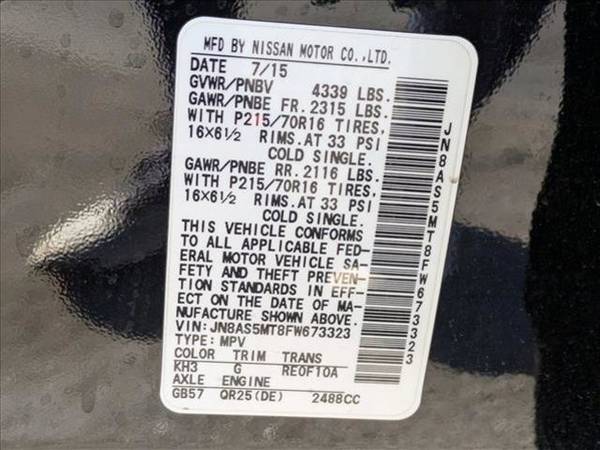 MFD BY NISSAN MOTOR CO.,LTD.
DATE 7/15
GVWR/PNBV 4339 LBS.
GAWR/PNBE FR. 2315 LBS.
WITH P215/70R16 TIRES,
16X6½ RIMS.AT 33 PSI
COLD SINGLE.
GAWR/PNBE RR. 2116 LBS.
WITH P215/70R16 TIRES,
16X6½ RIMS.AT 33 PSI
COLD SINGLE.
THIS VEHICLE CONFORMS
TO ALL APPLICABLE FED-
ERAL MOTOR VEHICLE SA-
FETY AND THEFT PREVEN-
TION STANDARDS IN EFF-
ECT ON THE DATE OF MA-
NUFACTURE SHOWN ABOVE.
VIN: JN8AS5MT8FW673323
TYPE: MPV
COLOR TRIM TRANS
KH3 G RE0F10A
AXLE ENGINE
GB57 QR25(DE) 2488CC
JN8AS5MT8FW673323